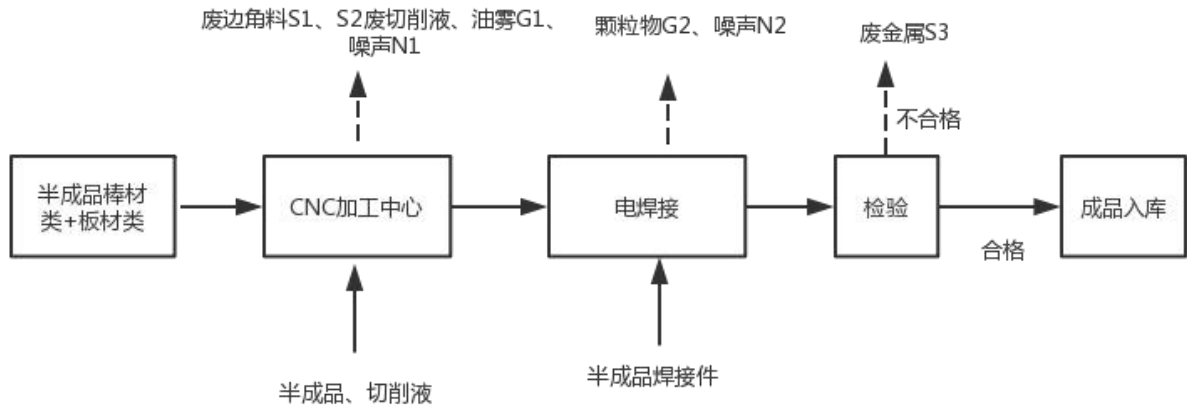 废边角料S1、S2废切削液、油雾G1、
噪声N1
颗粒物G2、噪声N2
废金属S3
不合格
半成品棒材
类+板材类
CNC加工中心
电焊接
检验
成品入库
合格
半成品、切削液
半成品焊接件